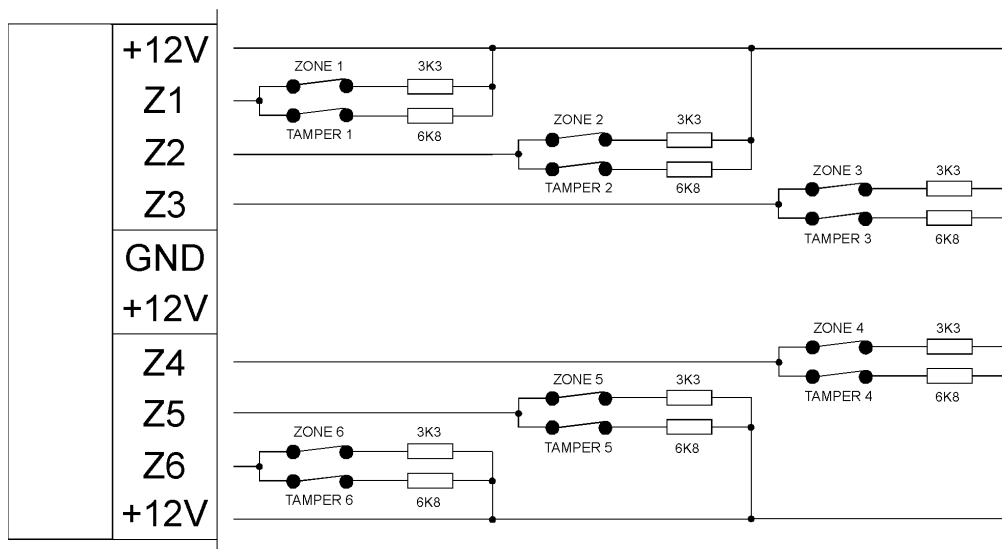 +12V
ZONE 1 3K3
Z1
TAMPER 1 6K8
ZONE 2 3K3
Z2
TAMPER 2 6K8
ZONE 3 3K3
Z3
TAMPER 3 6K8
GND
+12V
ZONE 4 3K3
Z4
TAMPER 4 6K8
ZONE 5 3K3
Z5
TAMPER 5 6K8
ZONE 6 3K3
Z6
TAMPER 6 6K8
+12V